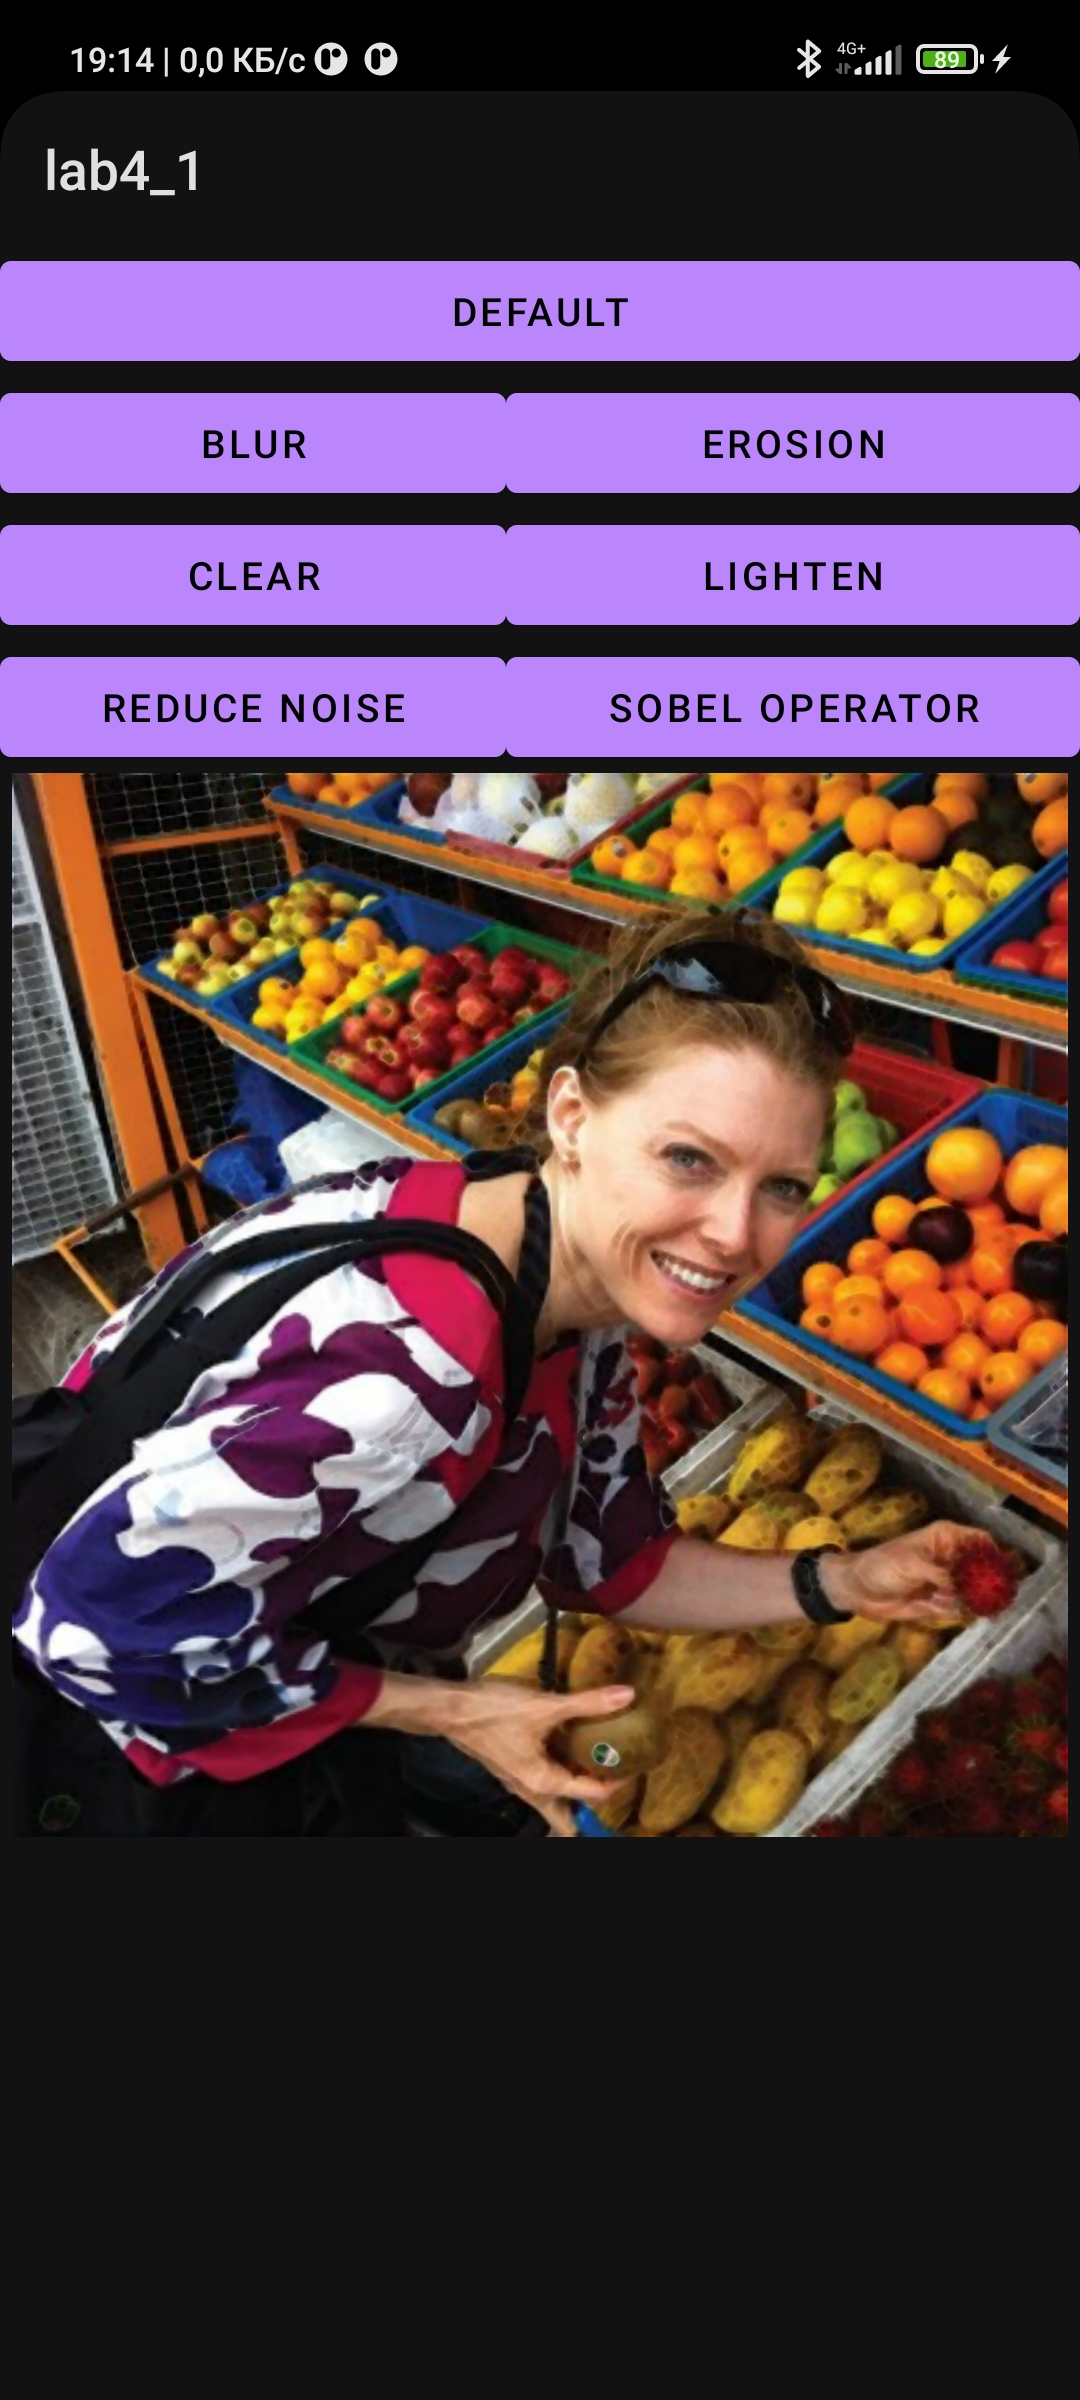 19:14 | 0,0 КБ/с 4G+ 89
lab4_1
DEFAULT
BLUR EROSION
CLEAR LIGHTEN
REDUCE NOISE SOBEL OPERATOR